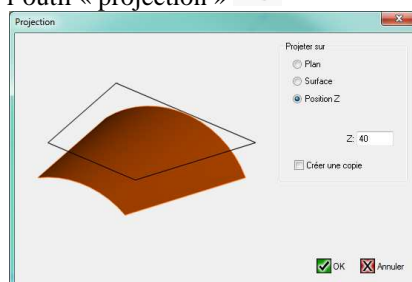 l'outil « projection »
Projection
Projeter sur
Plan
Surface
Position Z
Z: 40
Créer une copie
OK Annuler